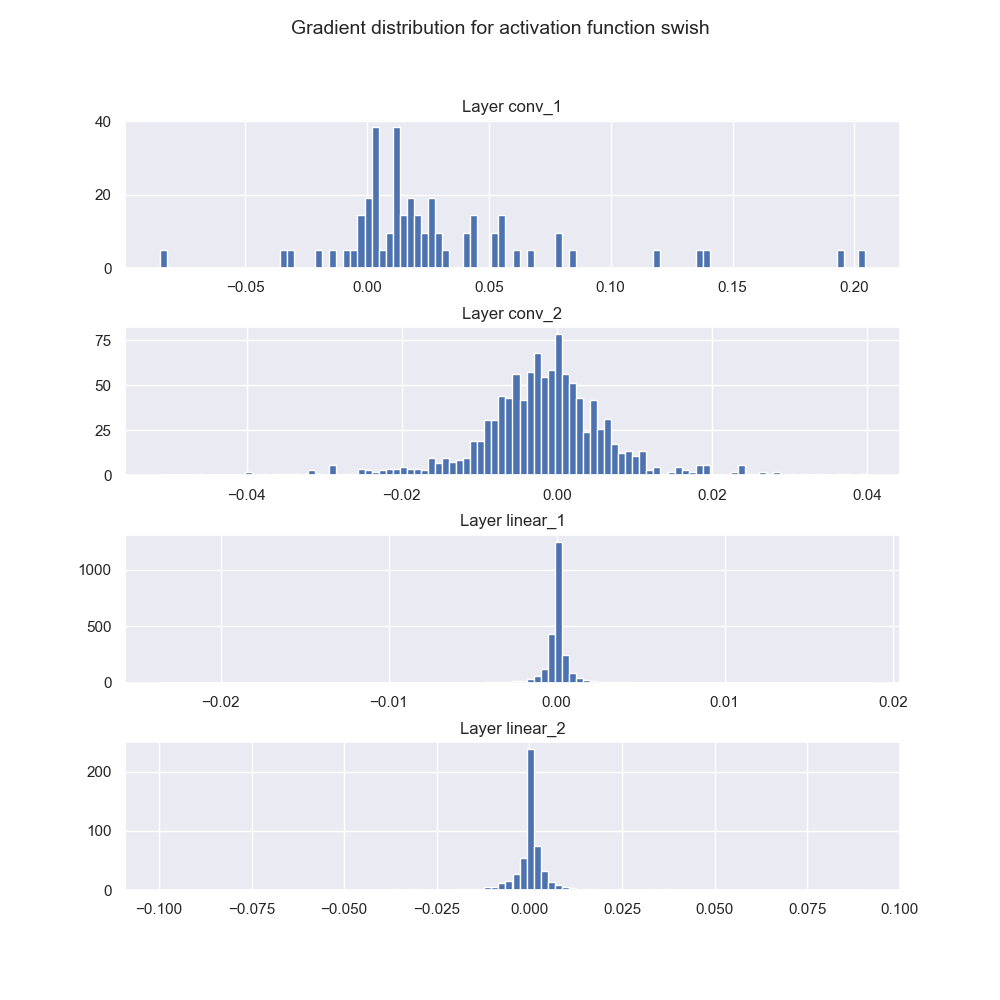 Gradient distribution for activation function swish
Layer conv_1
40
20
0
−0.05 0.00 0.05 0.10 0.15 0.20
Layer conv_2
75
50
25
0
−0.04 −0.02 0.00 0.02 0.04
Layer linear_1
1000
500
0
−0.02 −0.01 0.00 0.01 0.02
Layer linear_2
200
100
0
−0.100 −0.075 −0.050 −0.025 0.000 0.025 0.050 0.075 0.100